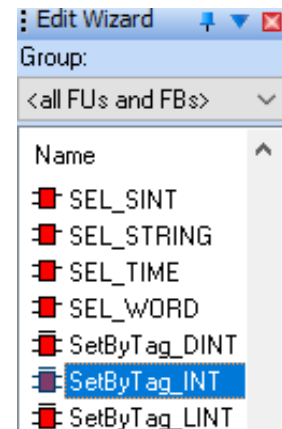 Edit Wizard
Group:
<all FUs and FBs>
Name
SEL_SINT
SEL_STRING
SEL_TIME
SEL_WORD
SetByTag_DINT
SetByTag_INT
SetByTag_LINT